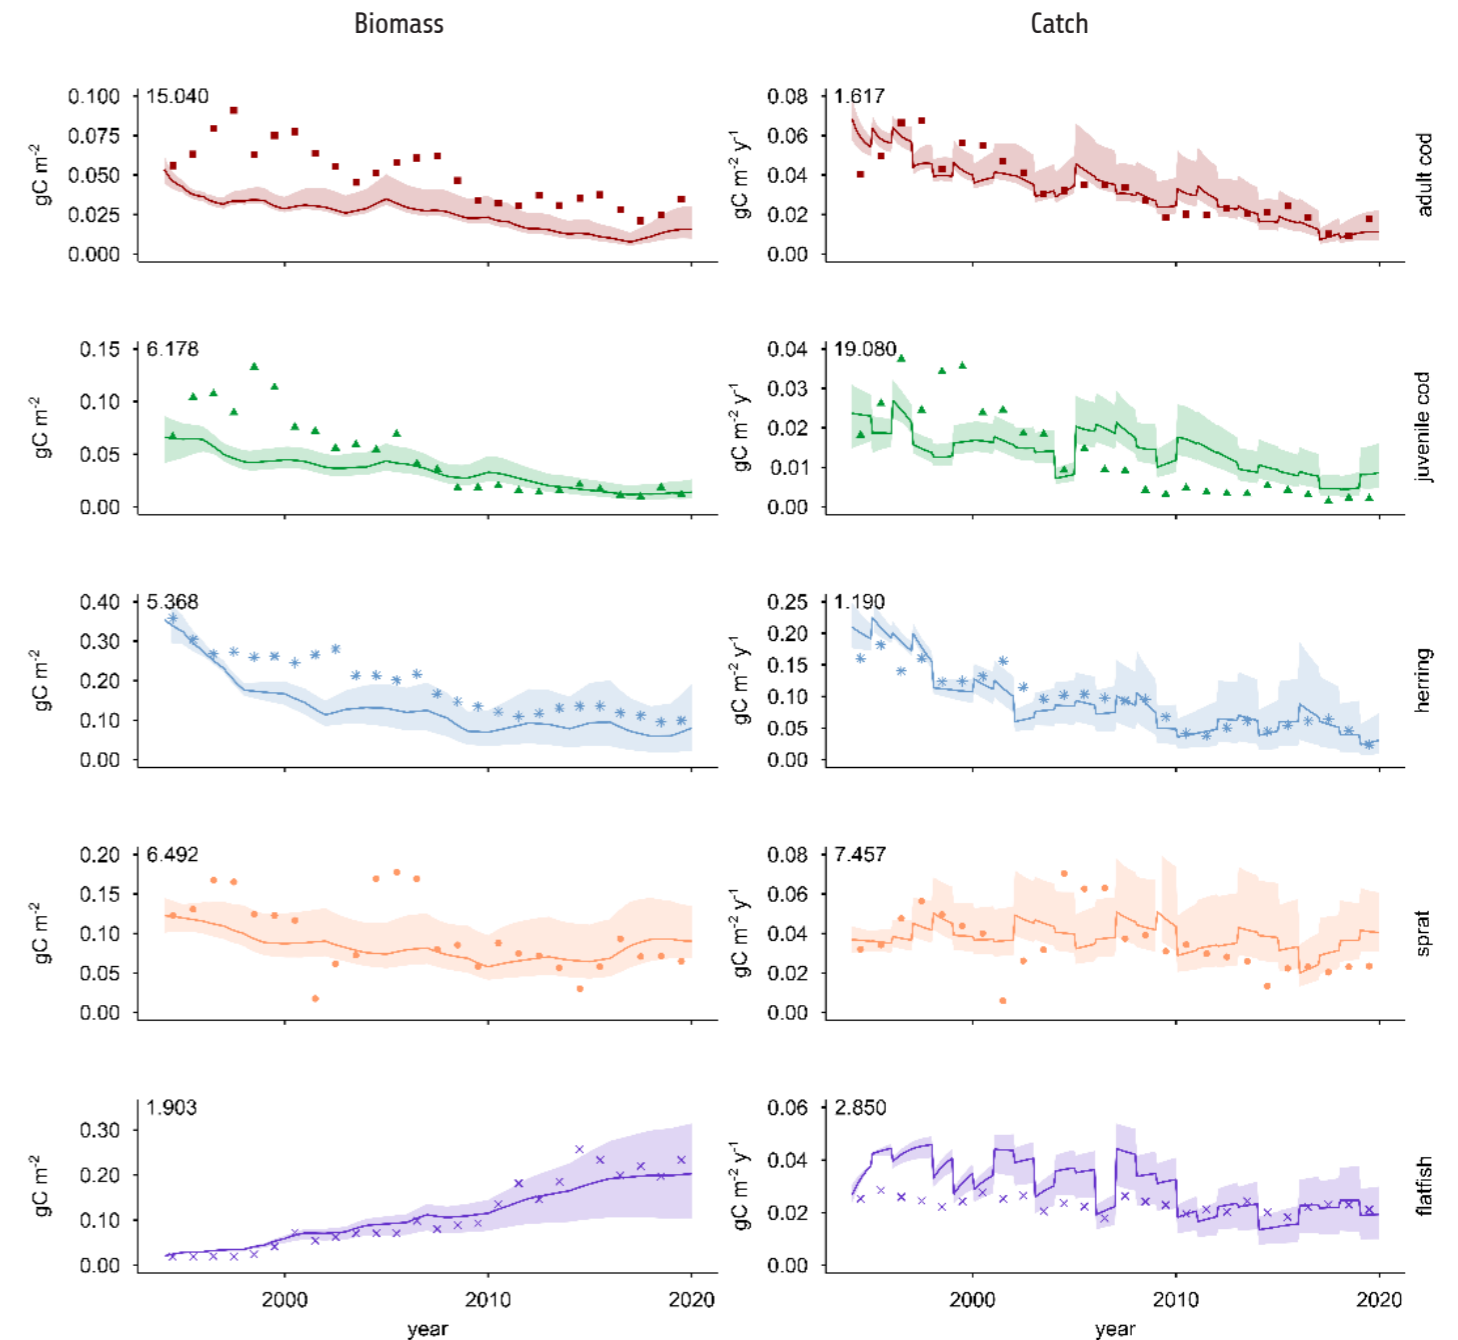 Biomass
Catch
gC m-2
0.100
0.075
0.050
0.025
0.000
15.040
gC m-2 y-1
0.08
0.06
0.04
0.02
0.00
1.617
adult cod
gC m-2
0.15
0.10
0.05
0.00
6.178
gC m-2 y-1
0.04
0.03
0.02
0.01
0.00
19.080
juvenile cod
gC m-2
0.40
0.30
0.20
0.10
0.00
5.368
gC m-2 y-1
0.25
0.20
0.15
0.10
0.05
0.00
1.190
herring
gC m-2
0.20
0.15
0.10
0.05
0.00
6.492
gC m-2 y-1
0.08
0.06
0.04
0.02
0.00
7.457
sprat
gC m-2
0.30
0.20
0.10
0.00
1.903
gC m-2 y-1
0.06
0.04
0.02
0.00
2.850
flatfish
2000 2010 2020
year
2000 2010 2020
year